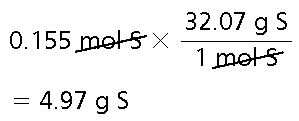 0.155 mol S × 32.07 g S
1 mol S
= 4.97 g S